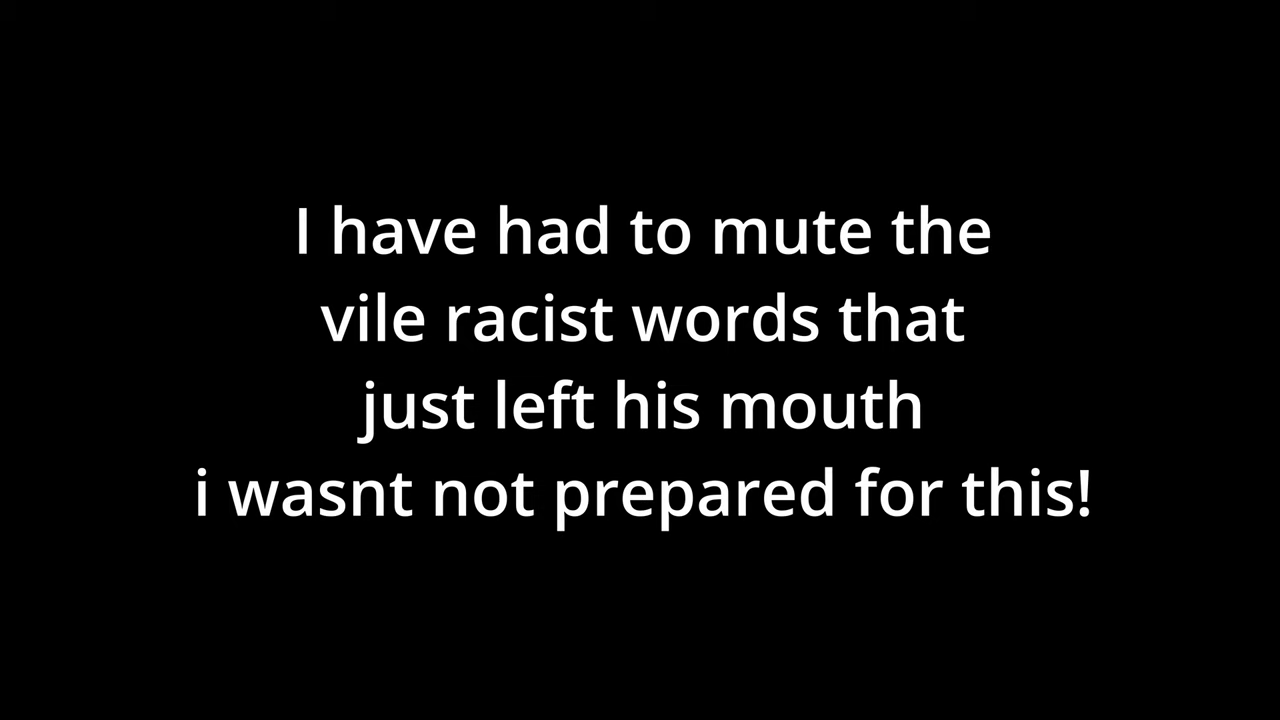 I have had to mute the
vile racist words that
just left his mouth
i wasnt not prepared for this!